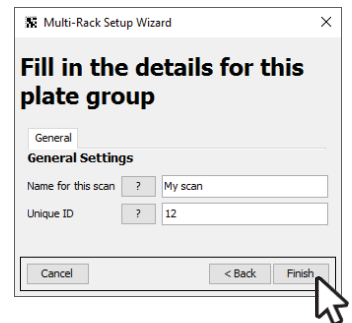 Multi-Rack Setup Wizard
Fill in the details for this
plate group
General
General Settings
Name for this scan ? My scan
Unique ID ? 12
Cancel < Back Finish